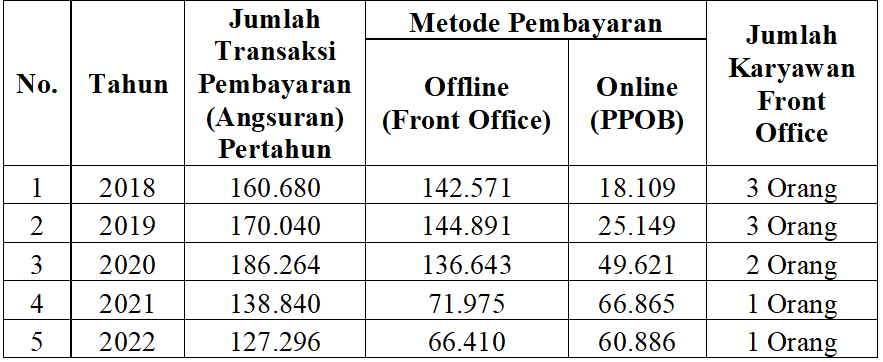 No.
Tahun
Jumlah
Transaksi
Pembayaran
(Angsuran)
Pertahun
Metode Pembayaran
Offline
(Front Office)
Online
(PPOB)
Jumlah
Karyawan
Front
Office
1 2018 160.680 142.571 18.109 3 Orang
2 2019 170.040 144.891 25.149 3 Orang
3 2020 186.264 136.643 49.621 2 Orang
4 2021 138.840 71.975 66.865 1 Orang
5 2022 127.296 66.410 60.886 1 Orang